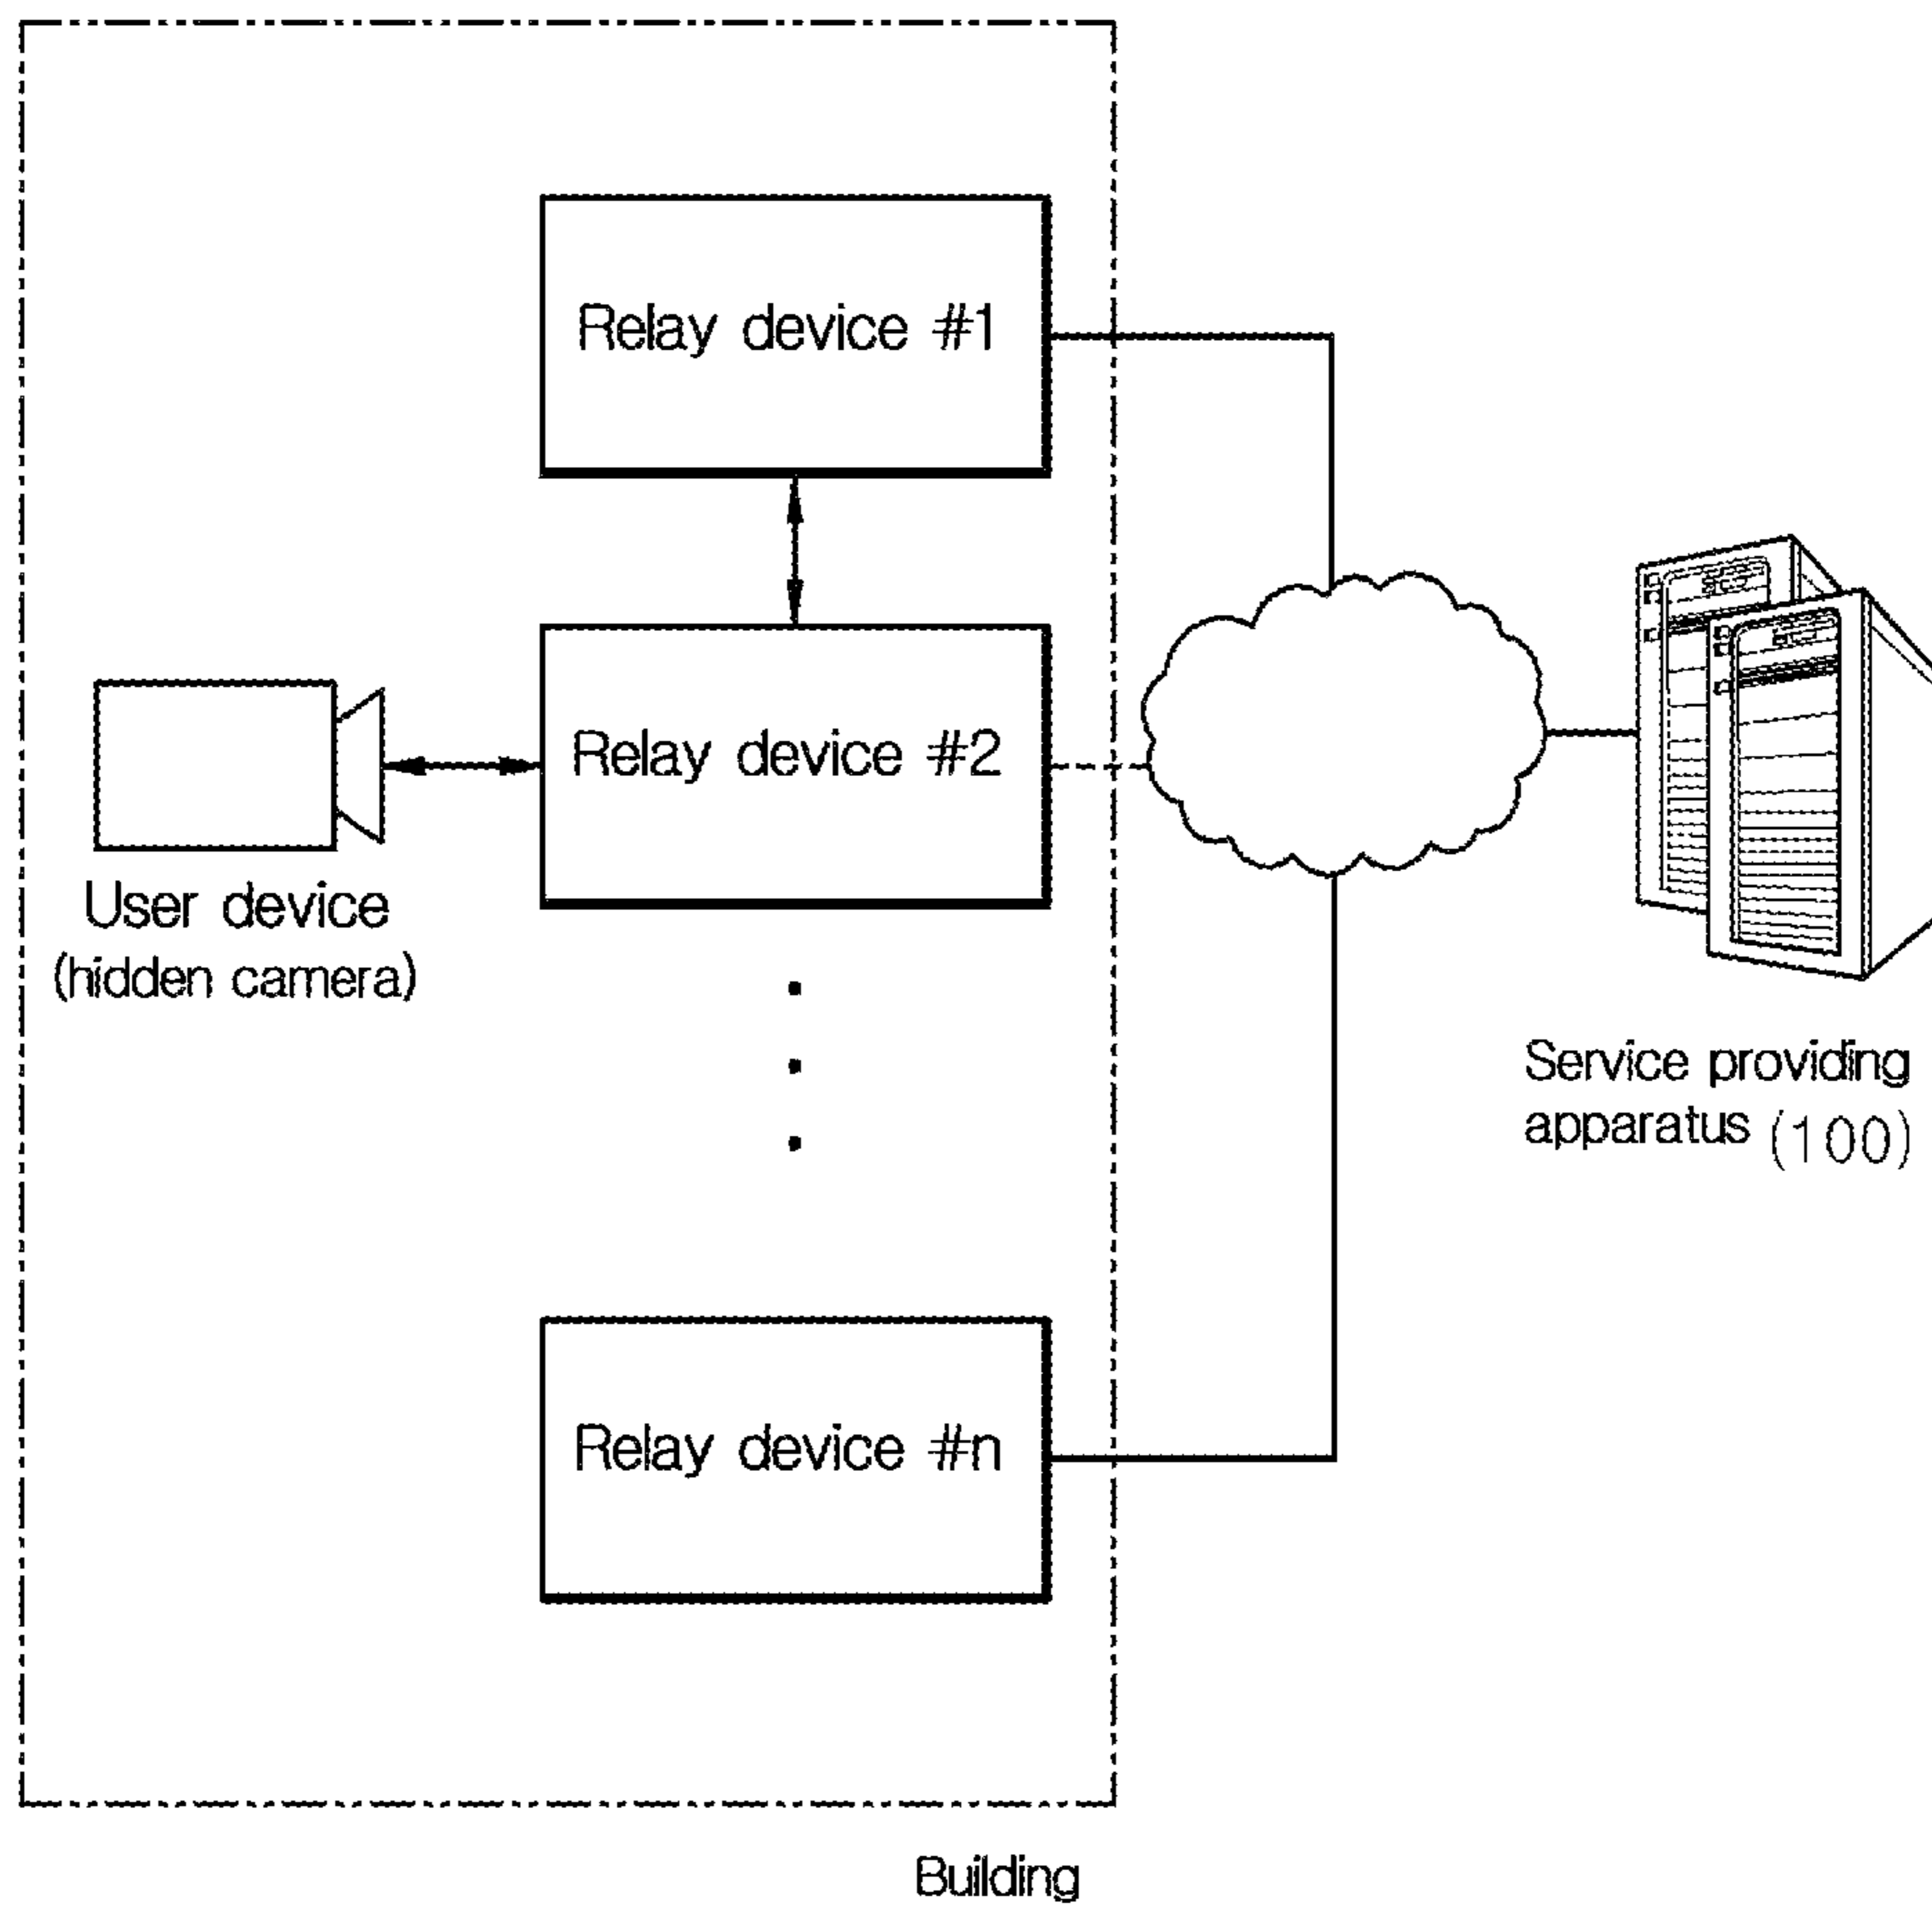 Relay device #1
Relay device #2
User device
(hidden camera)
Service providing
apparatus (100)
Relay device #n
Building